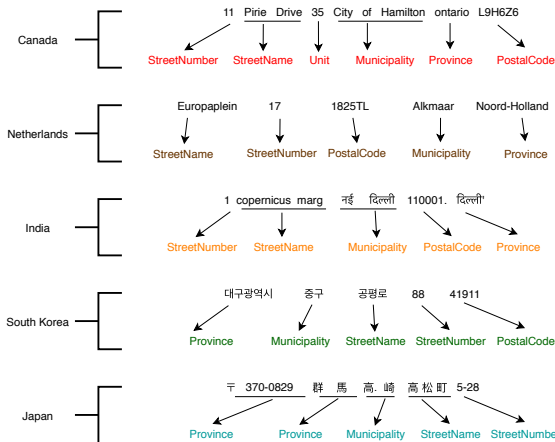 11 Pirie Drive 35 City of Hamilton ontario L9H6Z6
Canada
StreetNumber StreetName Unit Municipality Province PostalCode
Europaplein 17 1825TL Alkmaar Noord-Holland
Netherlands
StreetName StreetNumber PostalCode Municipality Province
1 copernicus marg नई दिल्ली 110001. दिल्ली'
India
StreetNumber StreetName Municipality PostalCode Province
대구광역시 중구 공평로 88 41911
South Korea
Province Municipality StreetName StreetNumber PostalCode
〒 370-0829 群 馬 高. 崎 高 松 町 5-28
Japan
Province Province Municipality StreetName StreetNumbe